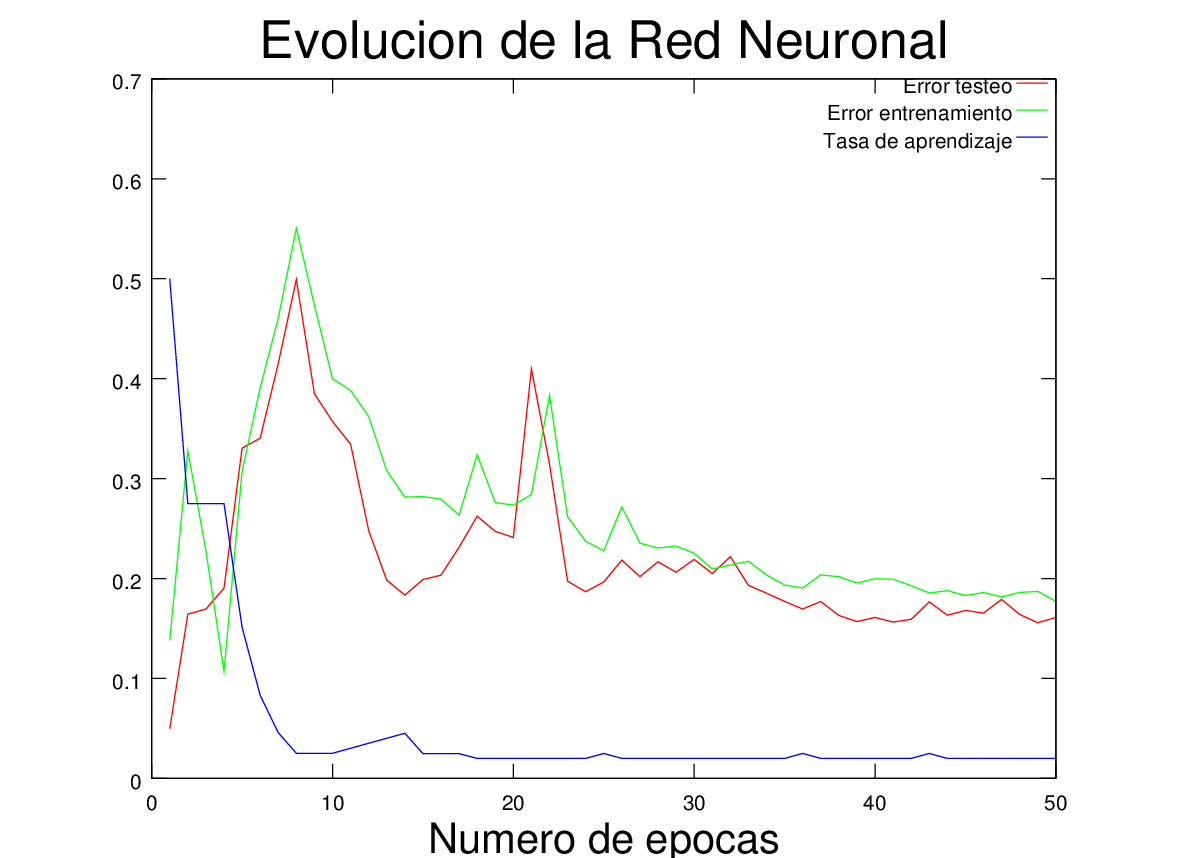 Evolucion de la Red Neuronal
0.7
0.6
0.5
0.4
0.3
0.2
0.1
0
Error testeo
Error entrenamiento
Tasa de aprendizaje
0 10 20 30 40 50
Numero de epocas